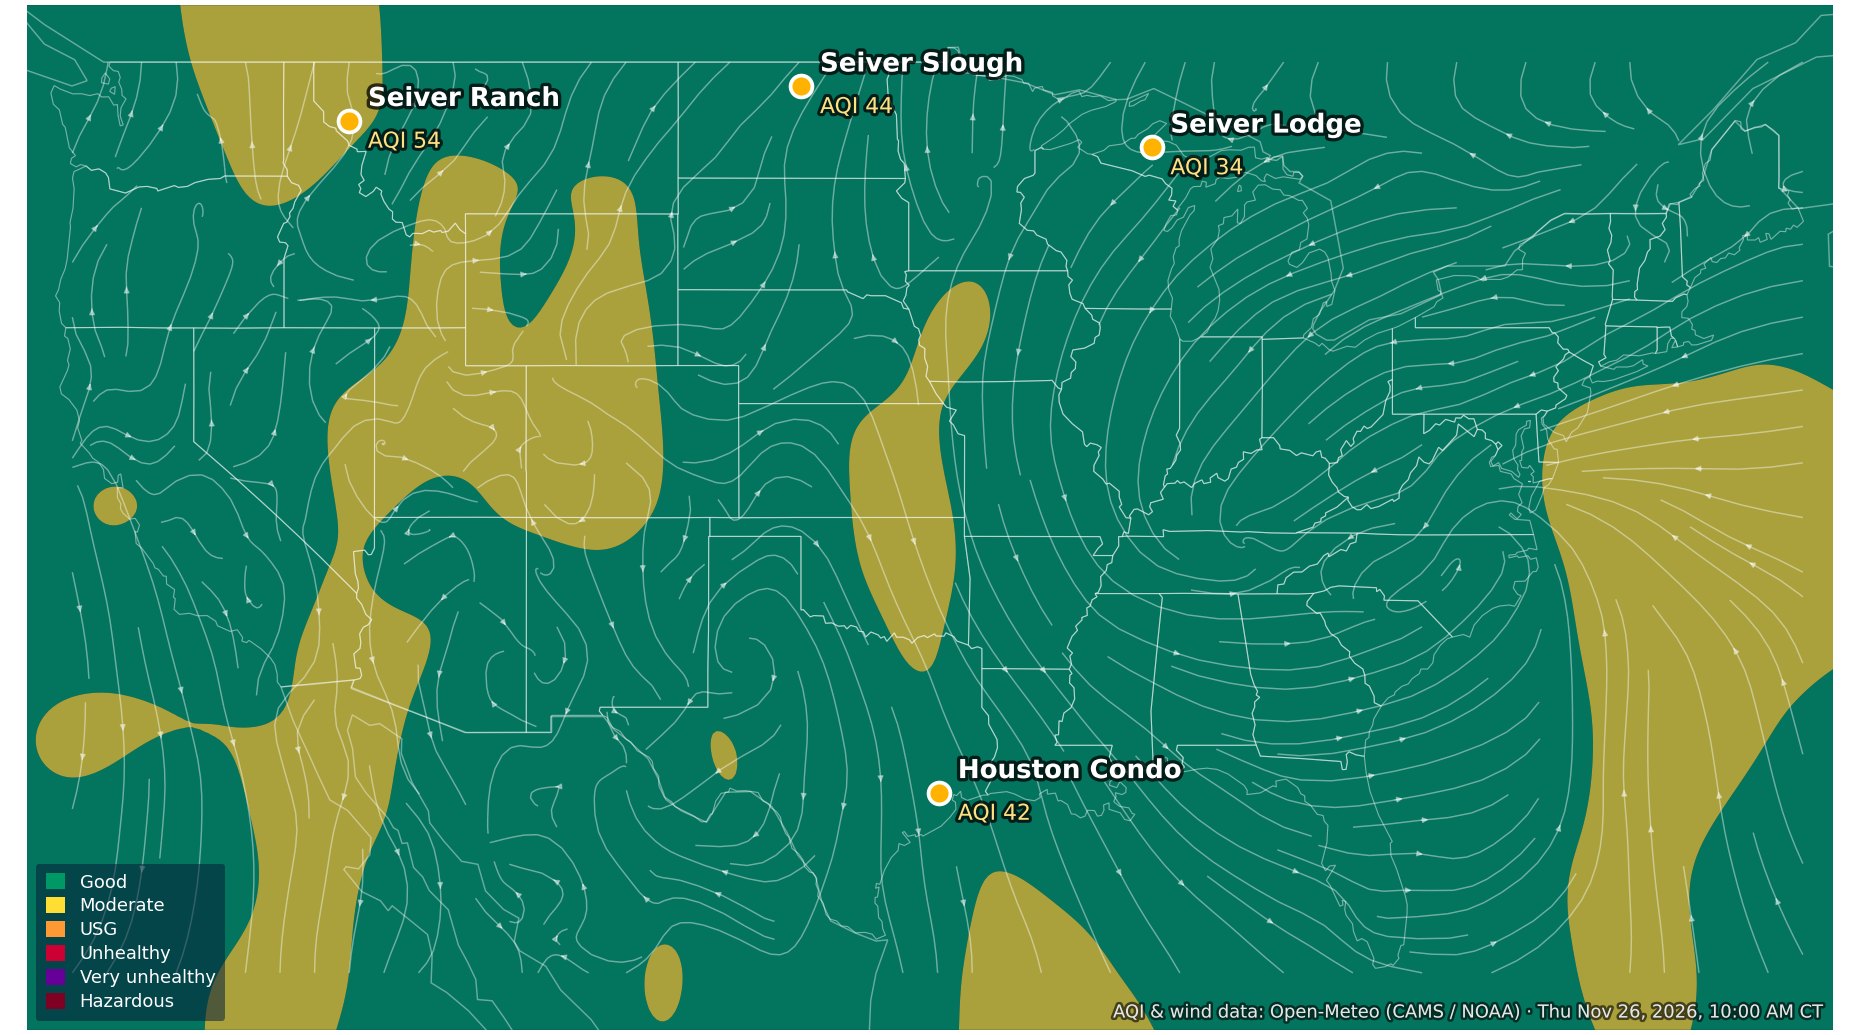 Seiver Slough
AQI 44
Seiver Ranch
AQI 54
Seiver Lodge
AQI 34
Houston Condo
AQI 42
Good
Moderate
USG
Unhealthy
Very unhealthy
Hazardous
AQI & wind data: Open-Meteo (CAMS / NOAA) · Thu Nov 26, 2026, 10:00 AM CT